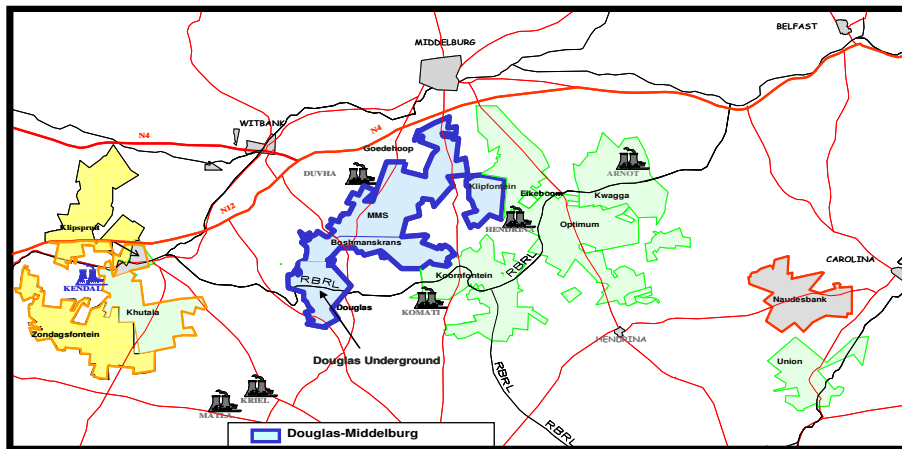 BELFAST
MIDDELBURG
WITBANK
N4
N4
Goedehoop
DUVHA
Klipfontein
Eikeboom
ARNOT
Kwagga
N12
MMS
Klipspruit
HENDRINA
Optimum
Boshmanskrans
RBRL
CAROLINA
Koornfontein
KENDAL
RBRL
KOMATI
Naudesbank
Khutala
Douglas
Zondagsfontein
HENDRINA
Douglas Underground
Union
RBRL
KRIEL
MATLA
RBRL
Douglas-Middelburg